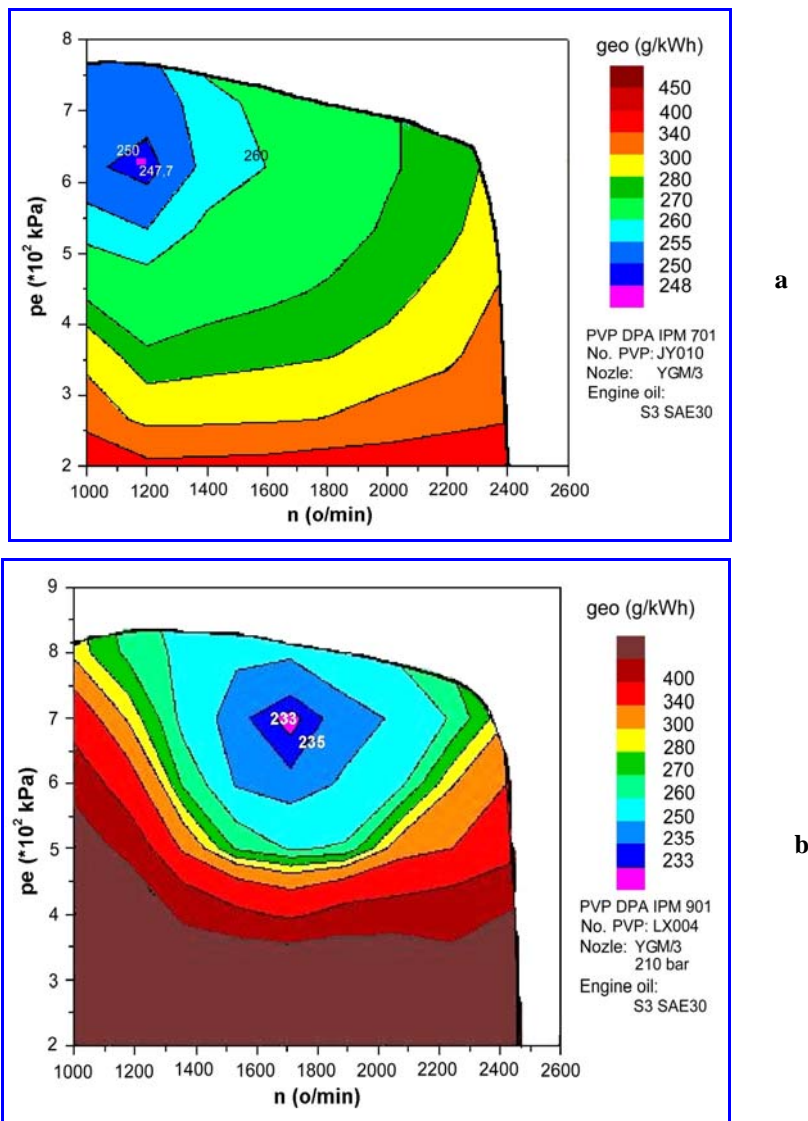 8
7
6
5
4
3
2
pe (*10² kPa)
250
247,7
260
1000 1200 1400 1600 1800 2000 2200 2400 2600
n (o/min)
geo (g/kWh)
450
400
340
300
280
270
260
255
250
248
PVP DPA IPM 701
No. PVP: JY010
Nozle: YGM/3
Engine oil:
S3 SAE30
a
9
8
7
6
5
4
3
2
pe (*10² kPa)
233
235
1000 1200 1400 1600 1800 2000 2200 2400 2600
n (o/min)
geo (g/kWh)
400
340
300
280
270
260
250
235
233
PVP DPA IPM 901
No. PVP: LX004
Nozle: YGM/3
210 bar
Engine oil:
S3 SAE30
b